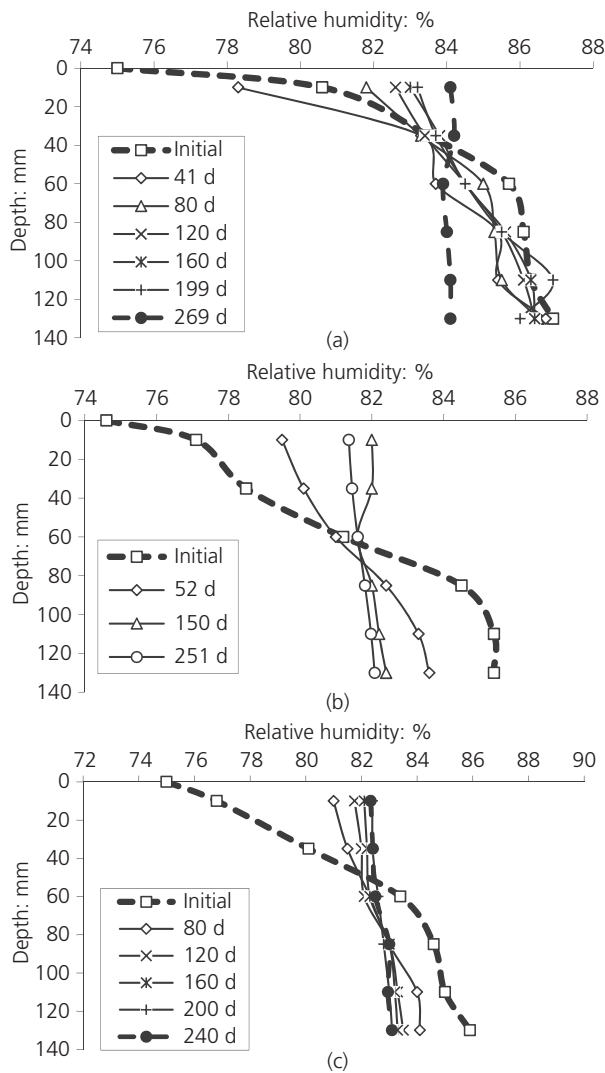 Relative humidity: %
74 76 78 80 82 84 86 88
0
20
40
60
80
100
120
140
Depth: mm
Initial
41 d
80 d
120 d
160 d
199 d
269 d
(a)
Relative humidity: %
74 76 78 80 82 84 86 88
0
20
40
60
80
100
120
140
Depth: mm
Initial
52 d
150 d
251 d
(b)
Relative humidity: %
72 74 76 78 80 82 84 86 88 90
0
20
40
60
80
100
120
140
Depth: mm
Initial
80 d
120 d
160 d
200 d
240 d
(c)